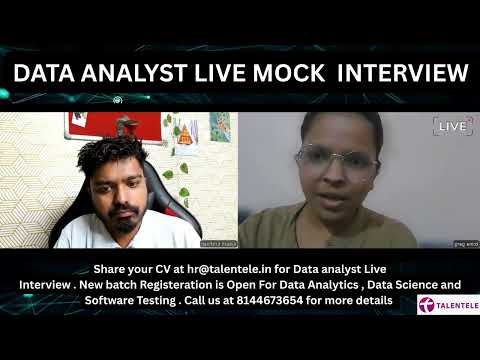 DATA ANALYST LIVE MOCK INTERVIEW
LIVE
Share your CV at hr@talentele.in for Data analyst Live
Interview . New batch Registeration is Open For Data Analytics , Data Science and
Software Testing . Call us at 8144673654 for more details
TALENTELE